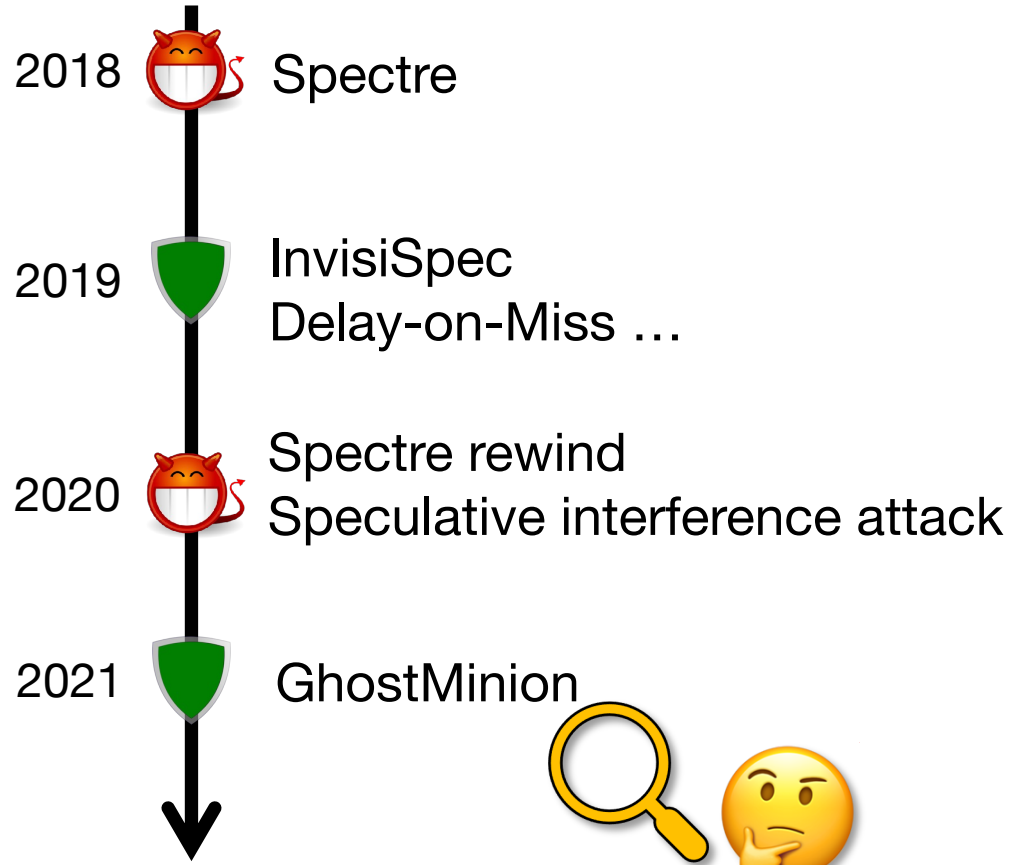 2018 Spectre
2019 InvisiSpec
Delay-on-Miss …
2020 Spectre rewind
Speculative interference attack
2021 GhostMinion